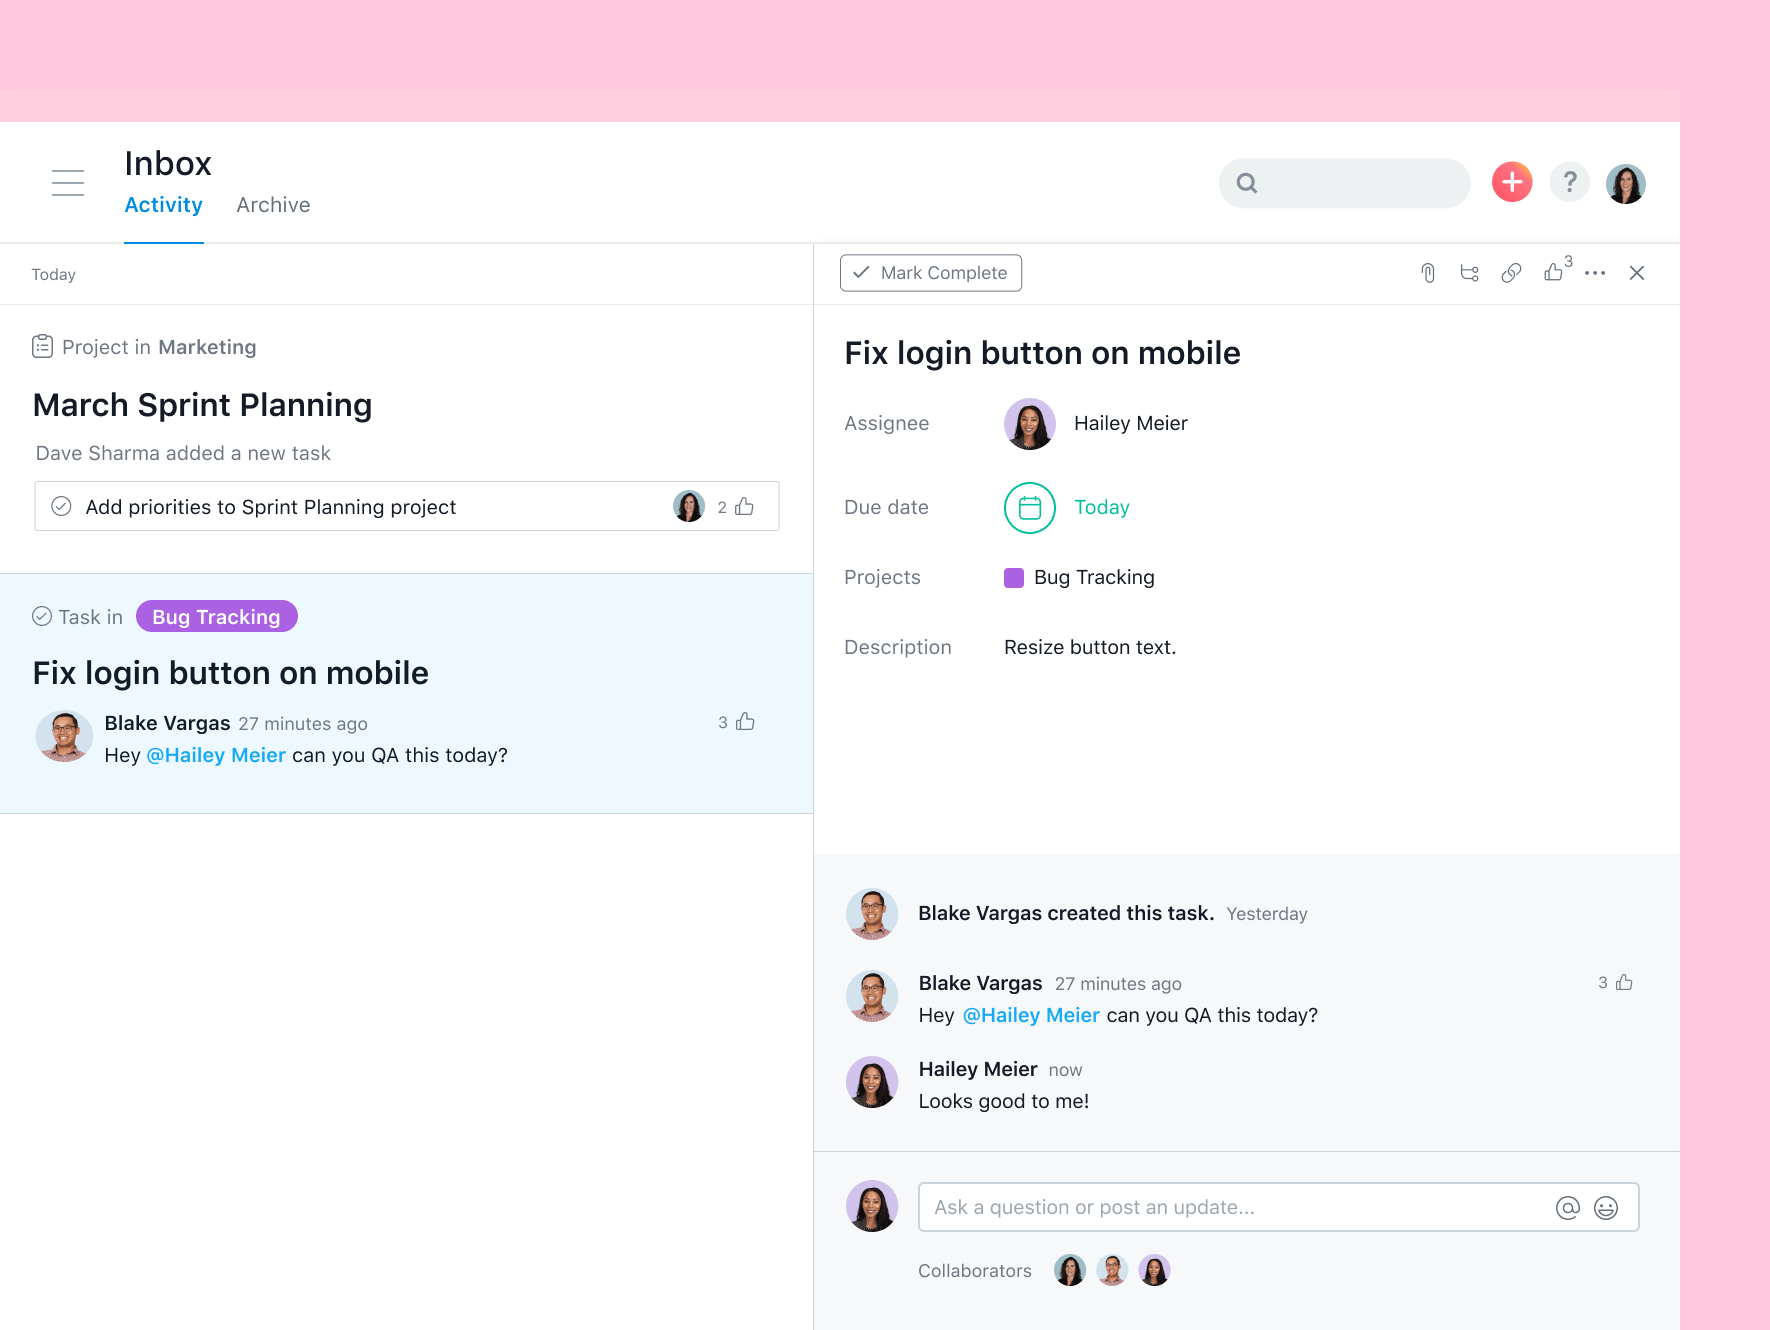 Inbox
Activity Archive
?
Today
Project in Marketing
March Sprint Planning
Dave Sharma added a new task
Add priorities to Sprint Planning project 2
Task in Bug Tracking
Fix login button on mobile
Blake Vargas 27 minutes ago 3
Hey @Hailey Meier can you QA this today?
Mark Complete 3
Fix login button on mobile
Assignee Hailey Meier
Due date Today
Projects Bug Tracking
Description Resize button text.
Blake Vargas created this task. Yesterday
Blake Vargas 27 minutes ago 3
Hey @Hailey Meier can you QA this today?
Hailey Meier now
Looks good to me!
Ask a question or post an update... @
Collaborators